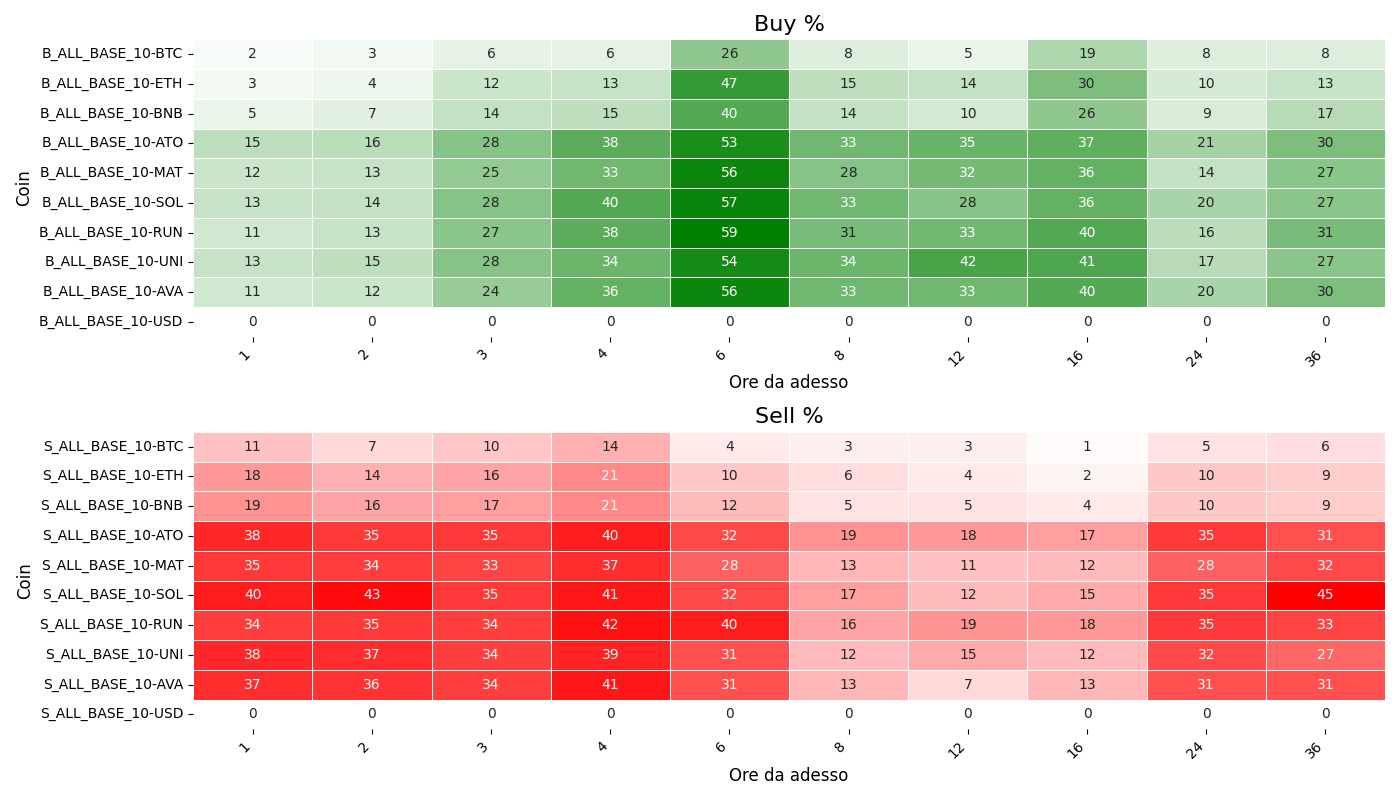 Buy %
Coin
B_ALL_BASE_10-BTC 2 3 6 6 26 8 5 19 8 8
B_ALL_BASE_10-ETH 3 4 12 13 47 15 14 30 10 13
B_ALL_BASE_10-BNB 5 7 14 15 40 14 10 26 9 17
B_ALL_BASE_10-ATO 15 16 28 38 53 33 35 37 21 30
B_ALL_BASE_10-MAT 12 13 25 33 56 28 32 36 14 27
B_ALL_BASE_10-SOL 13 14 28 40 57 33 28 36 20 27
B_ALL_BASE_10-RUN 11 13 27 38 59 31 33 40 16 31
B_ALL_BASE_10-UNI 13 15 28 34 54 34 42 41 17 27
B_ALL_BASE_10-AVA 11 12 24 36 56 33 33 40 20 30
B_ALL_BASE_10-USD 0 0 0 0 0 0 0 0 0 0
1 2 3 4 6 8 12 16 24 36
Ore da adesso
Sell %
Coin
S_ALL_BASE_10-BTC 11 7 10 14 4 3 3 1 5 6
S_ALL_BASE_10-ETH 18 14 16 21 10 6 4 2 10 9
S_ALL_BASE_10-BNB 19 16 17 21 12 5 5 4 10 9
S_ALL_BASE_10-ATO 38 35 35 40 32 19 18 17 35 31
S_ALL_BASE_10-MAT 35 34 33 37 28 13 11 12 28 32
S_ALL_BASE_10-SOL 40 43 35 41 32 17 12 15 35 45
S_ALL_BASE_10-RUN 34 35 34 42 40 16 19 18 35 33
S_ALL_BASE_10-UNI 38 37 34 39 31 12 15 12 32 27
S_ALL_BASE_10-AVA 37 36 34 41 31 13 7 13 31 31
S_ALL_BASE_10-USD 0 0 0 0 0 0 0 0 0 0
1 2 3 4 6 8 12 16 24 36
Ore da adesso